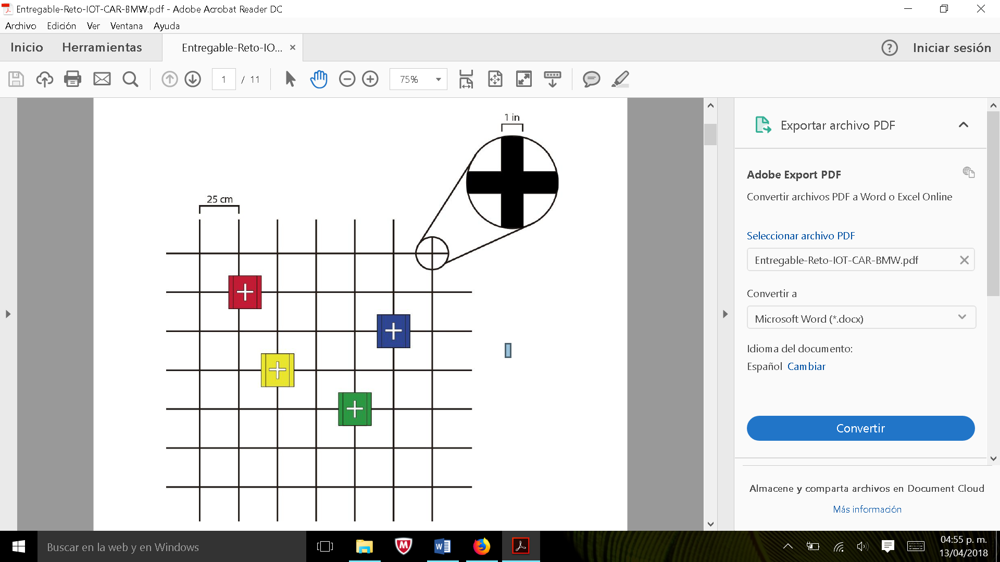 Entregable-Reto-IOT-CAR-BMW.pdf - Adobe Acrobat Reader DC
Archivo Edición Ver Ventana Ayuda
Inicio Herramientas Entregable-Reto-IO... × ? Iniciar sesión
1 / 11 75%
1 in
25 cm
Exportar archivo PDF
Adobe Export PDF
Convertir archivos PDF a Word o Excel Online
Seleccionar archivo PDF
Entregable-Reto-IOT-CAR-BMW.pdf
Convertir a
Microsoft Word (*.docx)
Idioma del documento:
Español Cambiar
Convertir
Almacene y comparta archivos en Document Cloud
Más información
Buscar en la web y en Windows
04:55 p. m.
13/04/2018